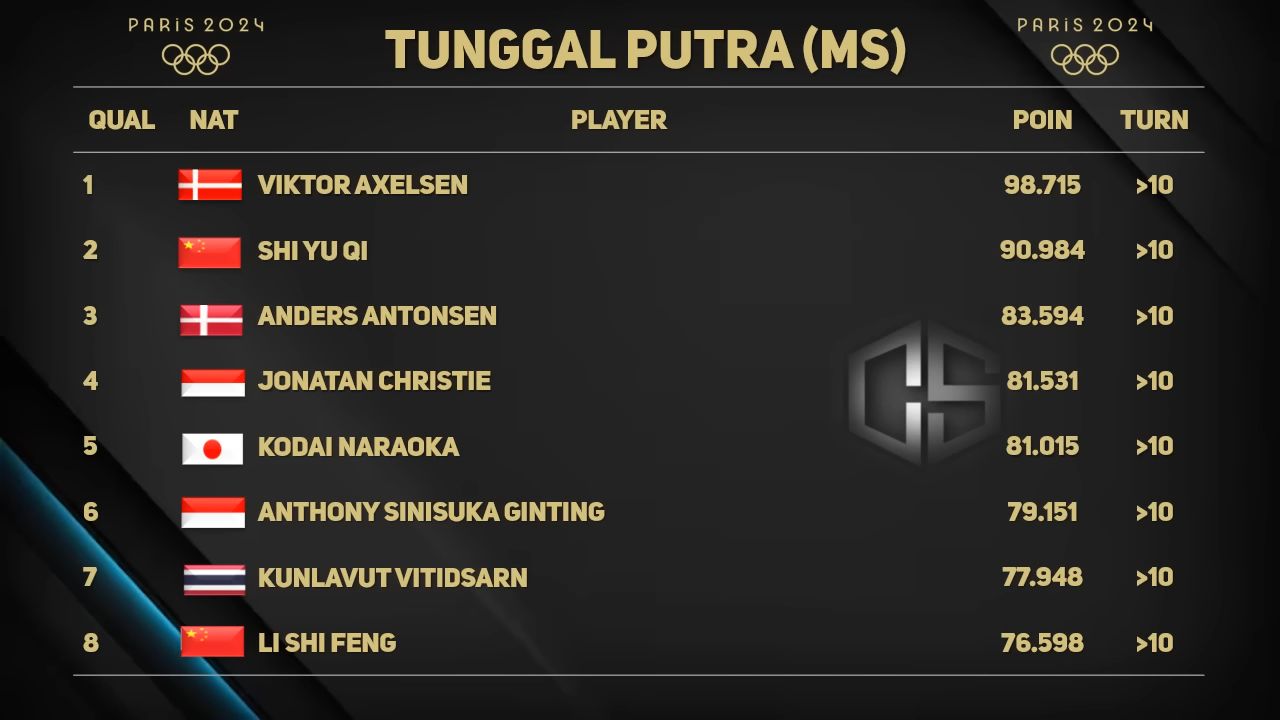 PARIS 2024
TUNGGAL PUTRA (MS)
PARIS 2024
QUAL NAT PLAYER POIN TURN
1 VIKTOR AXELSEN 98.715 >10
2 SHI YU QI 90.984 >10
3 ANDERS ANTONSEN 83.594 >10
4 JONATAN CHRISTIE 81.531 >10
5 KODAI NARAOKA 81.015 >10
6 ANTHONY SINISUKA GINTING 79.151 >10
7 KUNLAVUT VITIDSARN 77.948 >10
8 LI SHI FENG 76.598 >10
CS